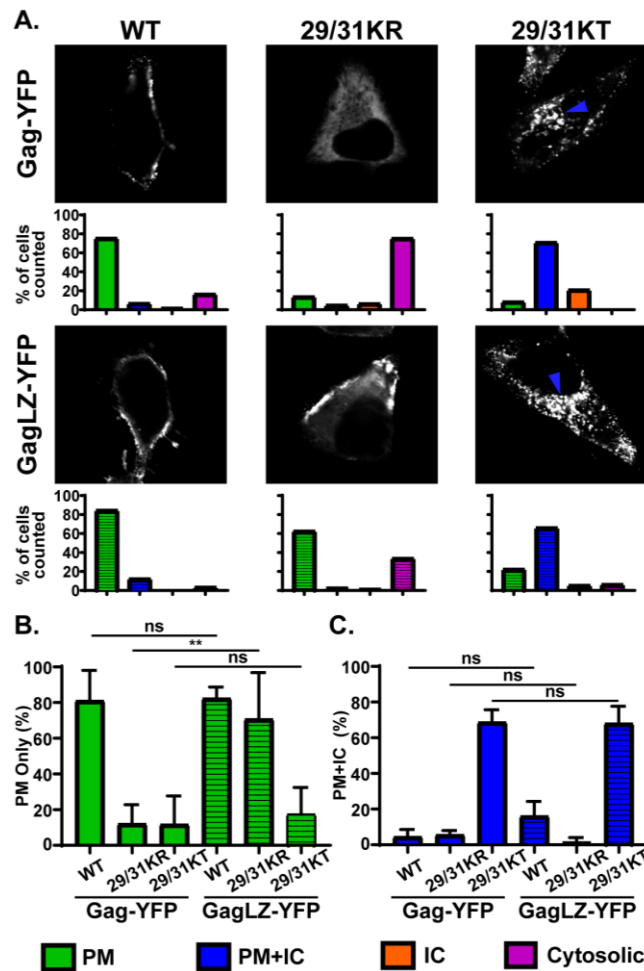 A.
WT 29/31KR 29/31KT
Gag-YFP
% of cells
counted
100
80
60
40
20
0
GagLZ-YFP
% of cells
counted
100
80
60
40
20
0
B.
ns
**
ns
PM Only (%)
100
80
60
40
20
0
WT 29/31KR 29/31KT WT 29/31KR 29/31KT
Gag-YFP GagLZ-YFP
C.
ns
ns
ns
PM+IC (%)
100
80
60
40
20
0
WT 29/31KR 29/31KT WT 29/31KR 29/31KT
Gag-YFP GagLZ-YFP
PM PM+IC IC Cytosolic